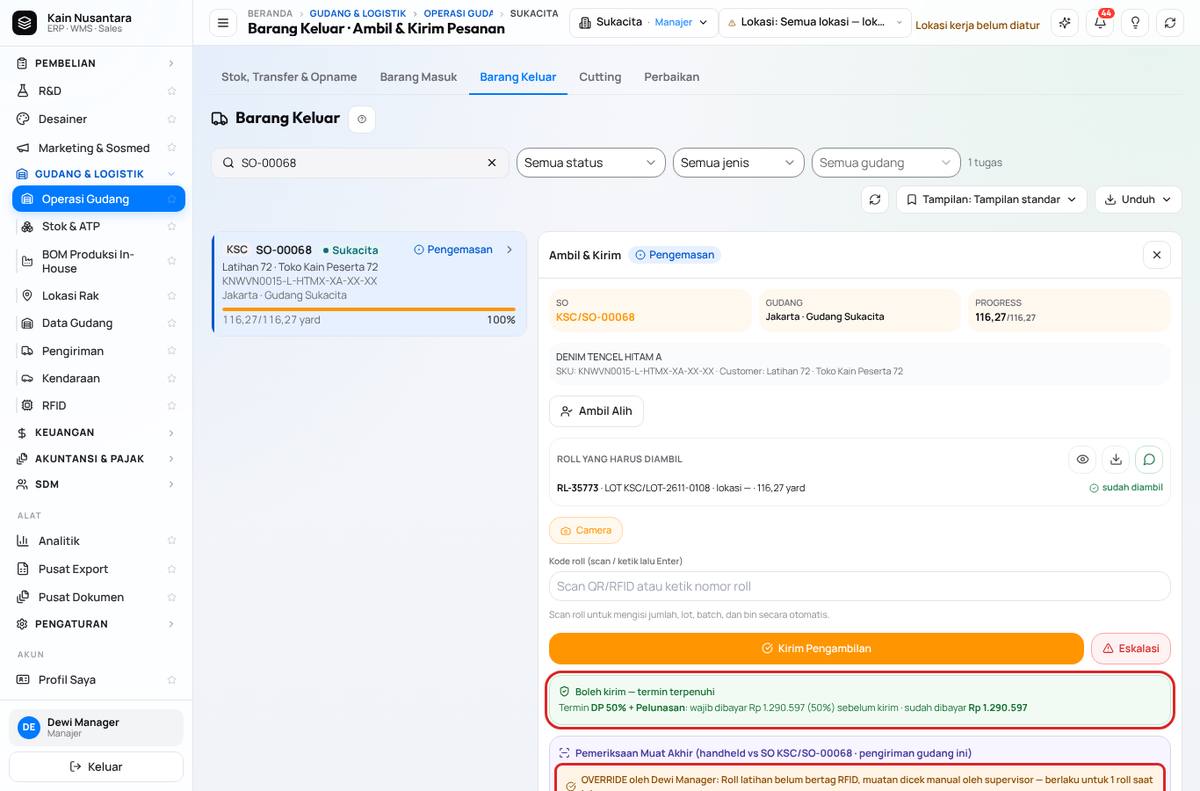 Kain Nusantara
ERP · WMS · Sales
PEMBELIAN
R&D
Desainer
Marketing & Sosmed
GUDANG & LOGISTIK
Operasi Gudang
Stok & ATP
BOM Produksi In-
House
Lokasi Rak
Data Gudang
Pengiriman
Kendaraan
RFID
KEUANGAN
AKUNTANSI & PAJAK
SDM
ALAT
Analitik
Pusat Export
Pusat Dokumen
PENGATURAN
AKUN
Profil Saya
DE
Dewi Manager
Manajer
Keluar
BERANDA › GUDANG & LOGISTIK › OPERASI GUDA › SUKACITA
Barang Keluar · Ambil & Kirim Pesanan
Sukacita · Manajer
Lokasi: Semua lokasi — lok...
Lokasi kerja belum diatur
44
Stok, Transfer & Opname
Barang Masuk
Barang Keluar
Cutting
Perbaikan
Barang Keluar
SO-00068
Semua status
Semua jenis
Semua gudang
1 tugas
Tampilan: Tampilan standar
Unduh
KSC SO-00068 • Sukacita
Pengemasan
Latihan 72 · Toko Kain Peserta 72
KNWVN0015-L-HTMX-XA-XX-XX
Jakarta · Gudang Sukacita
116,27/116,27 yard
100%
Ambil & Kirim
Pengemasan
SO
KSC/SO-00068
GUDANG
Jakarta · Gudang Sukacita
PROGRESS
116,27/116,27
DENIM TENCEL HITAM A
SKU: KNWVN0015-L-HTMX-XA-XX-XX · Customer: Latihan 72 · Toko Kain Peserta 72
Ambil Alih
ROLL YANG HARUS DIAMBIL
RL-35773 · LOT KSC/LOT-2611-0108 · lokasi — · 116,27 yard
sudah diambil
Camera
Kode roll (scan / ketik lalu Enter)
Scan QR/RFID atau ketik nomor roll
Scan roll untuk mengisi jumlah, lot, batch, dan bin secara otomatis.
Kirim Pengambilan
Eskalasi
Boleh kirim — termin terpenuhi
Termin DP 50% + Pelunasan: wajib dibayar Rp 1.290.597 (50%) sebelum kirim · sudah dibayar Rp 1.290.597
Pemeriksaan Muat Akhir (handheld vs SO KSC/SO-00068 · pengiriman gudang ini)
OVERRIDE oleh Dewi Manager: Roll latihan belum bertag RFID, muatan dicek manual oleh supervisor — berlaku untuk 1 roll saat